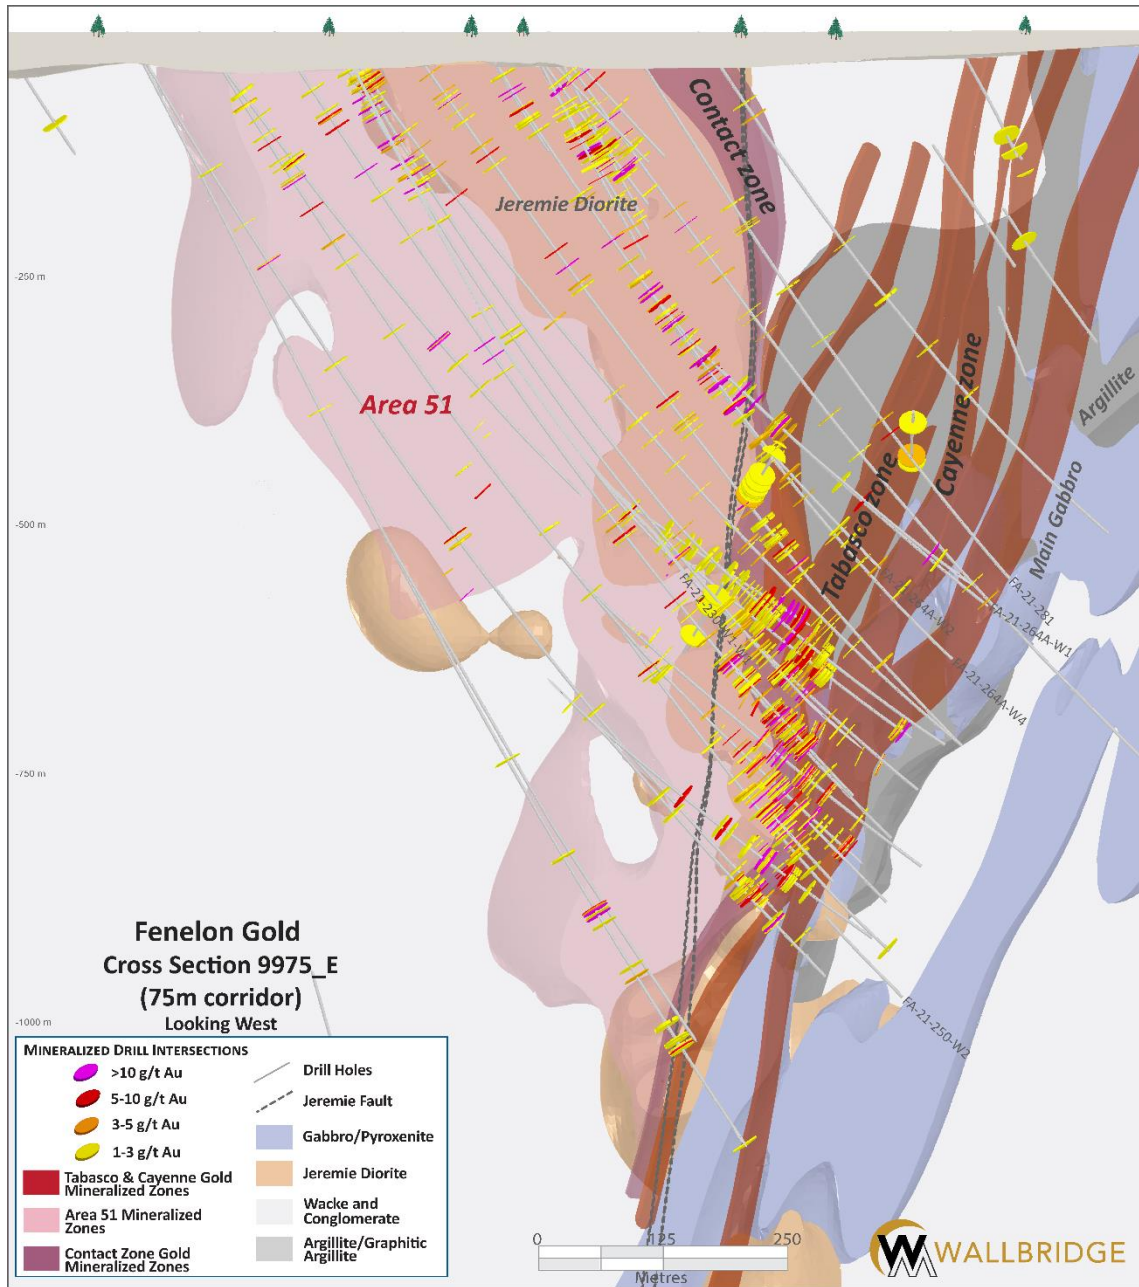 Contact zone
Jeremie Diorite
-250 m
Area 51
Argillite
Cayenne zone
Tabasco zone
Main Gabbro
-500 m
FA-21-281
FA-21-264A-W1
FA-21-264A-W2
FA-21-264A-W4
-750 m
FA-21-250-W2
-1000 m
Fenelon Gold
Cross Section 9975_E
(75m corridor)
Looking West
MINERALIZED DRILL INTERSECTIONS
>10 g/t Au
5-10 g/t Au
3-5 g/t Au
1-3 g/t Au
Tabasco & Cayenne Gold
Mineralized Zones
Area 51 Mineralized
Zones
Contact Zone Gold
Mineralized Zones
Drill Holes
Jeremie Fault
Gabbro/Pyroxenite
Jeremie Diorite
Wacke and
Conglomerate
Argillite/Graphitic
Argillite
0 125 250
Metres
WALLBRIDGE